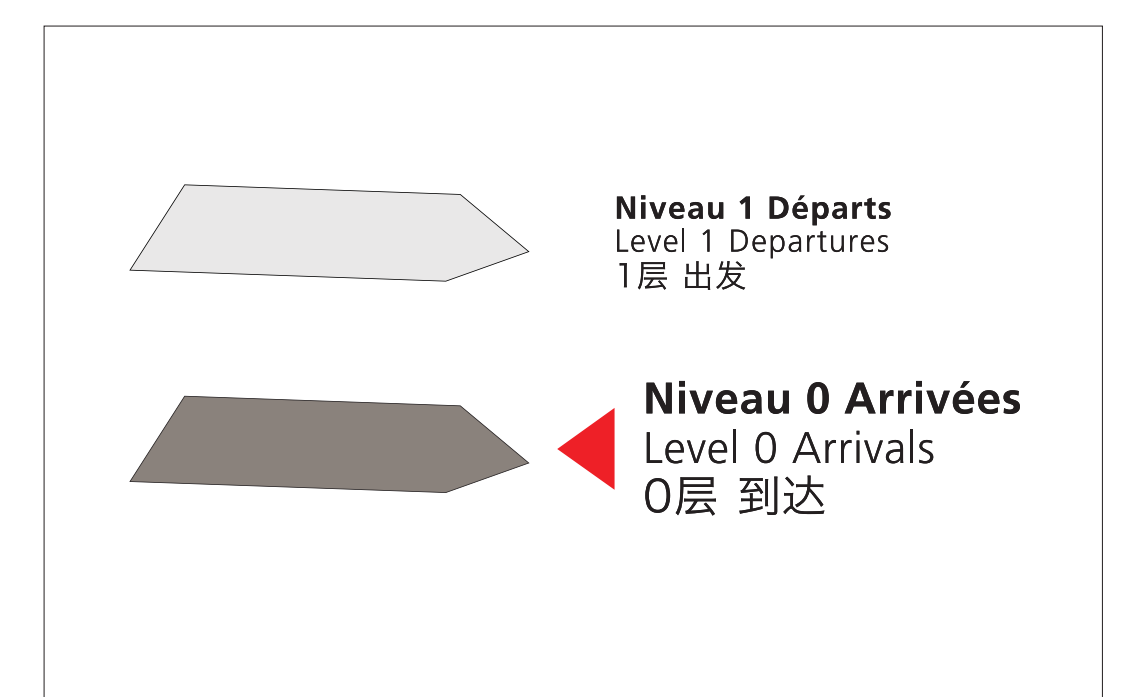 Niveau 1 Départs
Level 1 Departures
1层 出发
Niveau 0 Arrivées
Level 0 Arrivals
0层 到达